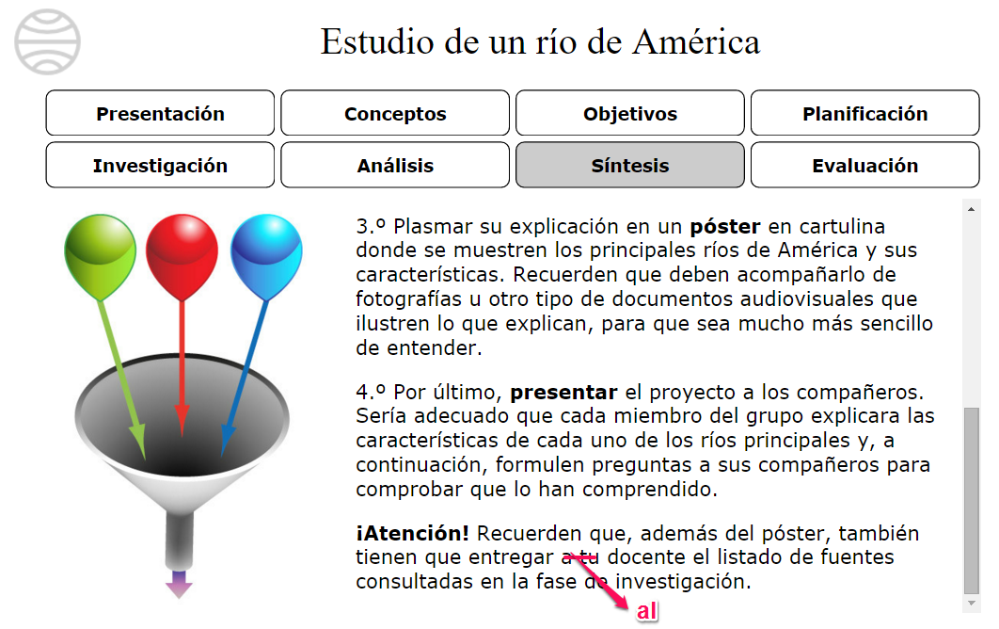 Estudio de un río de América
Presentación
Conceptos
Objetivos
Planificación
Investigación
Análisis
Síntesis
Evaluación
3.º Plasmar su explicación en un póster en cartulina
donde se muestren los principales ríos de América y sus
características. Recuerden que deben acompañarlo de
fotografías u otro tipo de documentos audiovisuales que
ilustren lo que explican, para que sea mucho más sencillo
de entender.
4.º Por último, presentar el proyecto a los compañeros.
Sería adecuado que cada miembro del grupo explicara las
características de cada uno de los ríos principales y, a
continuación, formulen preguntas a sus compañeros para
comprobar que lo han comprendido.
¡Atención! Recuerden que, además del póster, también
tienen que entregar a tu docente el listado de fuentes
consultadas en la fase de investigación.
al